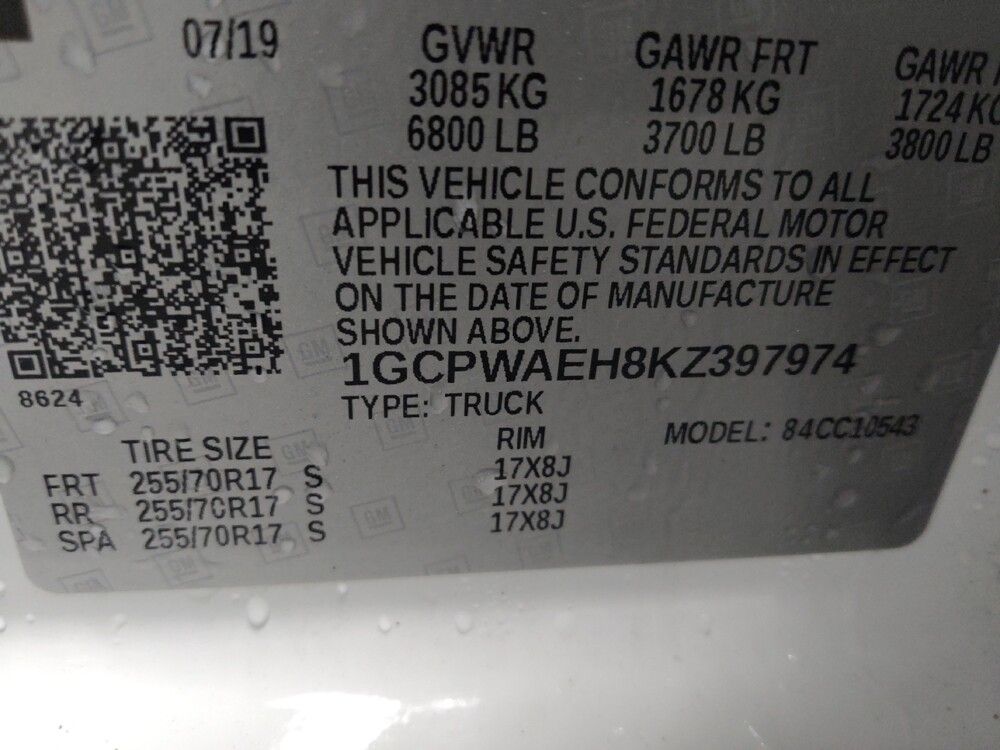 07/19 GVWR GAWR FRT GAWR
3085 KG 1678 KG 1724 KG
6800 LB 3700 LB 3800 LB
THIS VEHICLE CONFORMS TO ALL
APPLICABLE U.S. FEDERAL MOTOR
VEHICLE SAFETY STANDARDS IN EFFECT
ON THE DATE OF MANUFACTURE
SHOWN ABOVE.
1GCPWAEH8KZ397974
8624
TYPE: TRUCK
TIRE SIZE RIM MODEL: 84CC10543
FRT 255/70R17 S 17X8J
RR 255/70R17 S 17X8J
SPA 255/70R17 S 17X8J